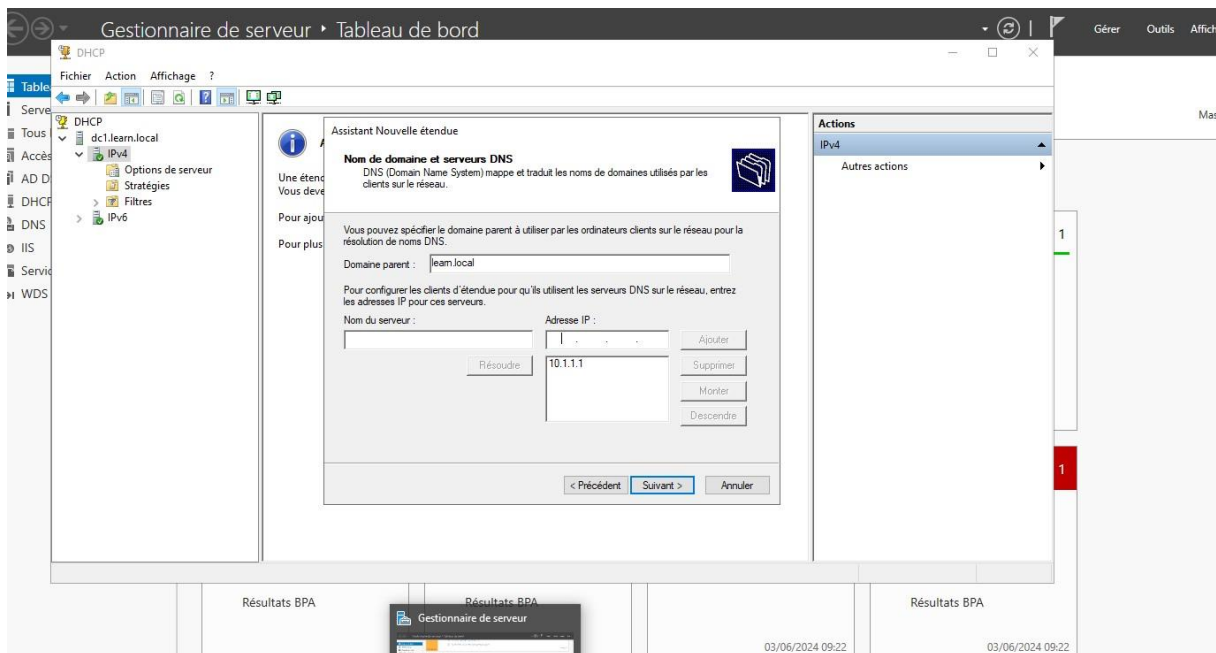 Gestionnaire de serveur ‣ Tableau de bord
Gérer Outils
DHCP
Fichier Action Affichage ?
DHCP
dc1.learn.local
IPv4
Options de serveur
Stratégies
Filtres
IPv6
Tous
AD D
DNS
IIS
WDS
Une étend
Vous deve
Pour ajou
Pour plus
Assistant Nouvelle étendue
Nom de domaine et serveurs DNS
DNS (Domain Name System) mappe et traduit les noms de domaines utilisés par les
clients sur le réseau.
Vous pouvez spécifier le domaine parent à utiliser par les ordinateurs clients sur le réseau pour la
résolution de noms DNS.
Domaine parent : learn.local
Pour configurer les clients d'étendue pour qu'ils utilisent les serveurs DNS sur le réseau, entrez
les adresses IP pour ces serveurs.
Nom du serveur : Adresse IP :
. . . Ajouter
Résoudre 10.1.1.1 Supprimer
Monter
Descendre
< Précédent Suivant > Annuler
Actions
IPv4
Autres actions
1
1
Résultats BPA Résultats BPA Résultats BPA
Gestionnaire de serveur
03/06/2024 09:22 03/06/2024 09:22